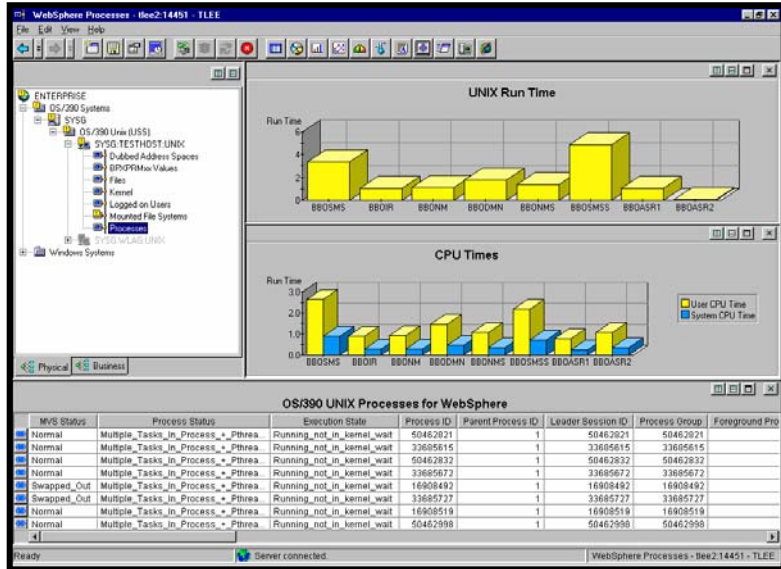 WebSphere Processes - tlee2:14451 - TLEE
File Edit View Help
ENTERPRISE
OS/390 Systems
SYSG
OS/390 Unix (USS)
SYSG:TESTHOST:UNIX
Dubbed Address Spaces
BPXPRMxx Values
Files
Kernel
Logged on Users
Mounted File Systems
Processes
SYSG:WLAG:UNIX
Windows Systems
Physical Business
UNIX Run Time
Run Time
6
4
2
0
BBOSMS BBOIR BBONM BBODMN BBONMS BBOSMSS BBOASR1 BBOASR2
CPU Times
Run Time
3.0
2.0
1.0
0.0
BBOSMS BBOIR BBONM BBODMN BBONMS BBOSMSS BBOASR1 BBOASR2
User CPU Time
System CPU Time
OS/390 UNIX Processes for WebSphere
MVS Status Process Status Execution State Process ID Parent Process ID Leader Session ID Process Group Foreground Pro
Normal Multiple_Tasks_In_Process_+_Pthrea... Running_not_in_kernel_wait 50462821 1 50462821 50462821
Normal Multiple_Tasks_In_Process_+_Pthrea... Running_not_in_kernel_wait 33685615 1 33685615 33685615
Normal Multiple_Tasks_In_Process_+_Pthrea... Running_not_in_kernel_wait 50462832 1 50462832 50462832
Normal Multiple_Tasks_In_Process_+_Pthrea... Running_not_in_kernel_wait 33685672 1 33685672 33685672
Swapped_Out Multiple_Tasks_In_Process_+_Pthrea... Running_not_in_kernel_wait 16908492 1 16908492 16908492
Swapped_Out Multiple_Tasks_In_Process_+_Pthrea... Running_not_in_kernel_wait 33685727 1 33685727 33685727
Normal Multiple_Tasks_In_Process_+_Pthrea... Running_not_in_kernel_wait 16908519 1 16908519 16908519
Normal Multiple_Tasks_In_Process_+_Pthrea... Running_not_in_kernel_wait 50462998 1 50462998 50462998
Ready Server connected. WebSphere Processes - tlee2:14451 - TLEE